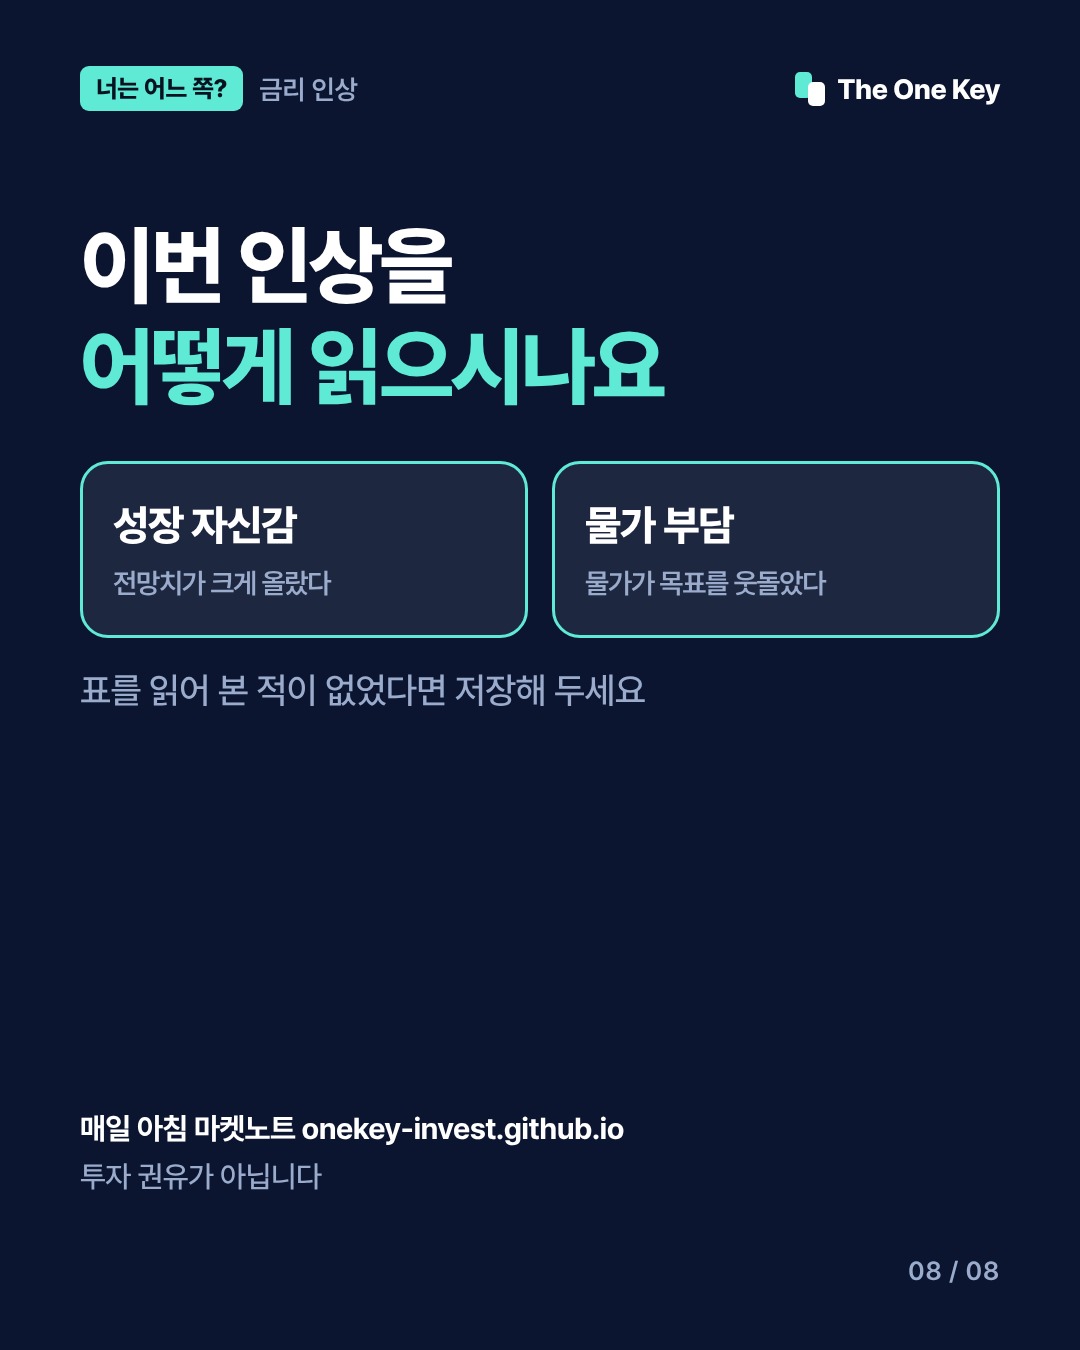 너는 어느 쪽? 금리 인상
The One Key
이번 인상을
어떻게 읽으시나요
성장 자신감
전망치가 크게 올랐다
물가 부담
물가가 목표를 웃돌았다
표를 읽어 본 적이 없었다면 저장해 두세요
매일 아침 마켓노트 onekey-invest.github.io
투자 권유가 아닙니다
08 / 08